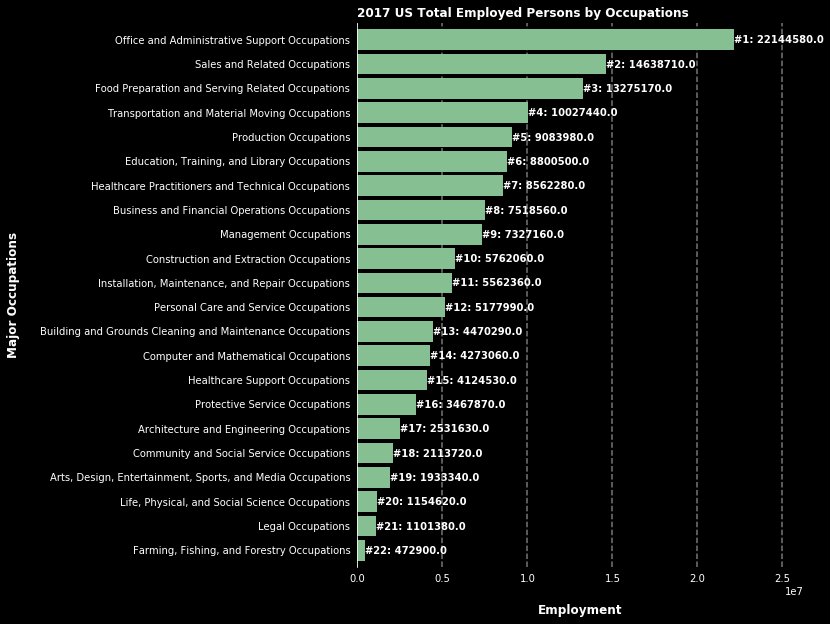 2017 US Total Employed Persons by Occupations
Office and Administrative Support Occupations #1: 22144580.0
Sales and Related Occupations #2: 14638710.0
Food Preparation and Serving Related Occupations #3: 13275170.0
Transportation and Material Moving Occupations #4: 10027440.0
Production Occupations #5: 9083980.0
Education, Training, and Library Occupations #6: 8800500.0
Healthcare Practitioners and Technical Occupations #7: 8562280.0
Business and Financial Operations Occupations #8: 7518560.0
Management Occupations #9: 7327160.0
Construction and Extraction Occupations #10: 5762060.0
Installation, Maintenance, and Repair Occupations #11: 5562360.0
Personal Care and Service Occupations #12: 5177990.0
Building and Grounds Cleaning and Maintenance Occupations #13: 4470290.0
Computer and Mathematical Occupations #14: 4273060.0
Healthcare Support Occupations #15: 4124530.0
Protective Service Occupations #16: 3467870.0
Architecture and Engineering Occupations #17: 2531630.0
Community and Social Service Occupations #18: 2113720.0
Arts, Design, Entertainment, Sports, and Media Occupations #19: 1933340.0
Life, Physical, and Social Science Occupations #20: 1154620.0
Legal Occupations #21: 1101380.0
Farming, Fishing, and Forestry Occupations #22: 472900.0
Major Occupations
0.0 0.5 1.0 1.5 2.0 2.5
1e7
Employment